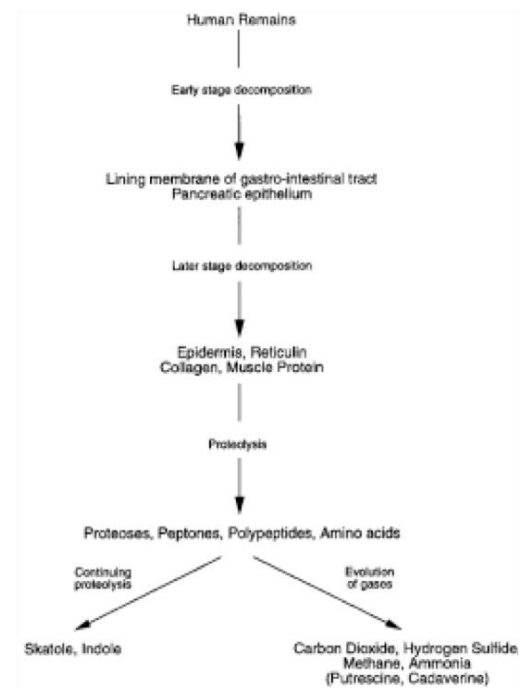 Human Remains
Early stage decomposition
Lining membrane of gastro-intestinal tract
Pancreatic epithelium
Later stage decomposition
Epidermis, Reticulin
Collagen, Muscle Protein
Proteolysis
Proteoses, Peptones, Polypeptides, Amino acids
Continuing
proteolysis
Evolution
of gases
Skatole, Indole
Carbon Dioxide, Hydrogen Sulfide,
Methane, Ammonia
(Putrescine, Cadaverine)